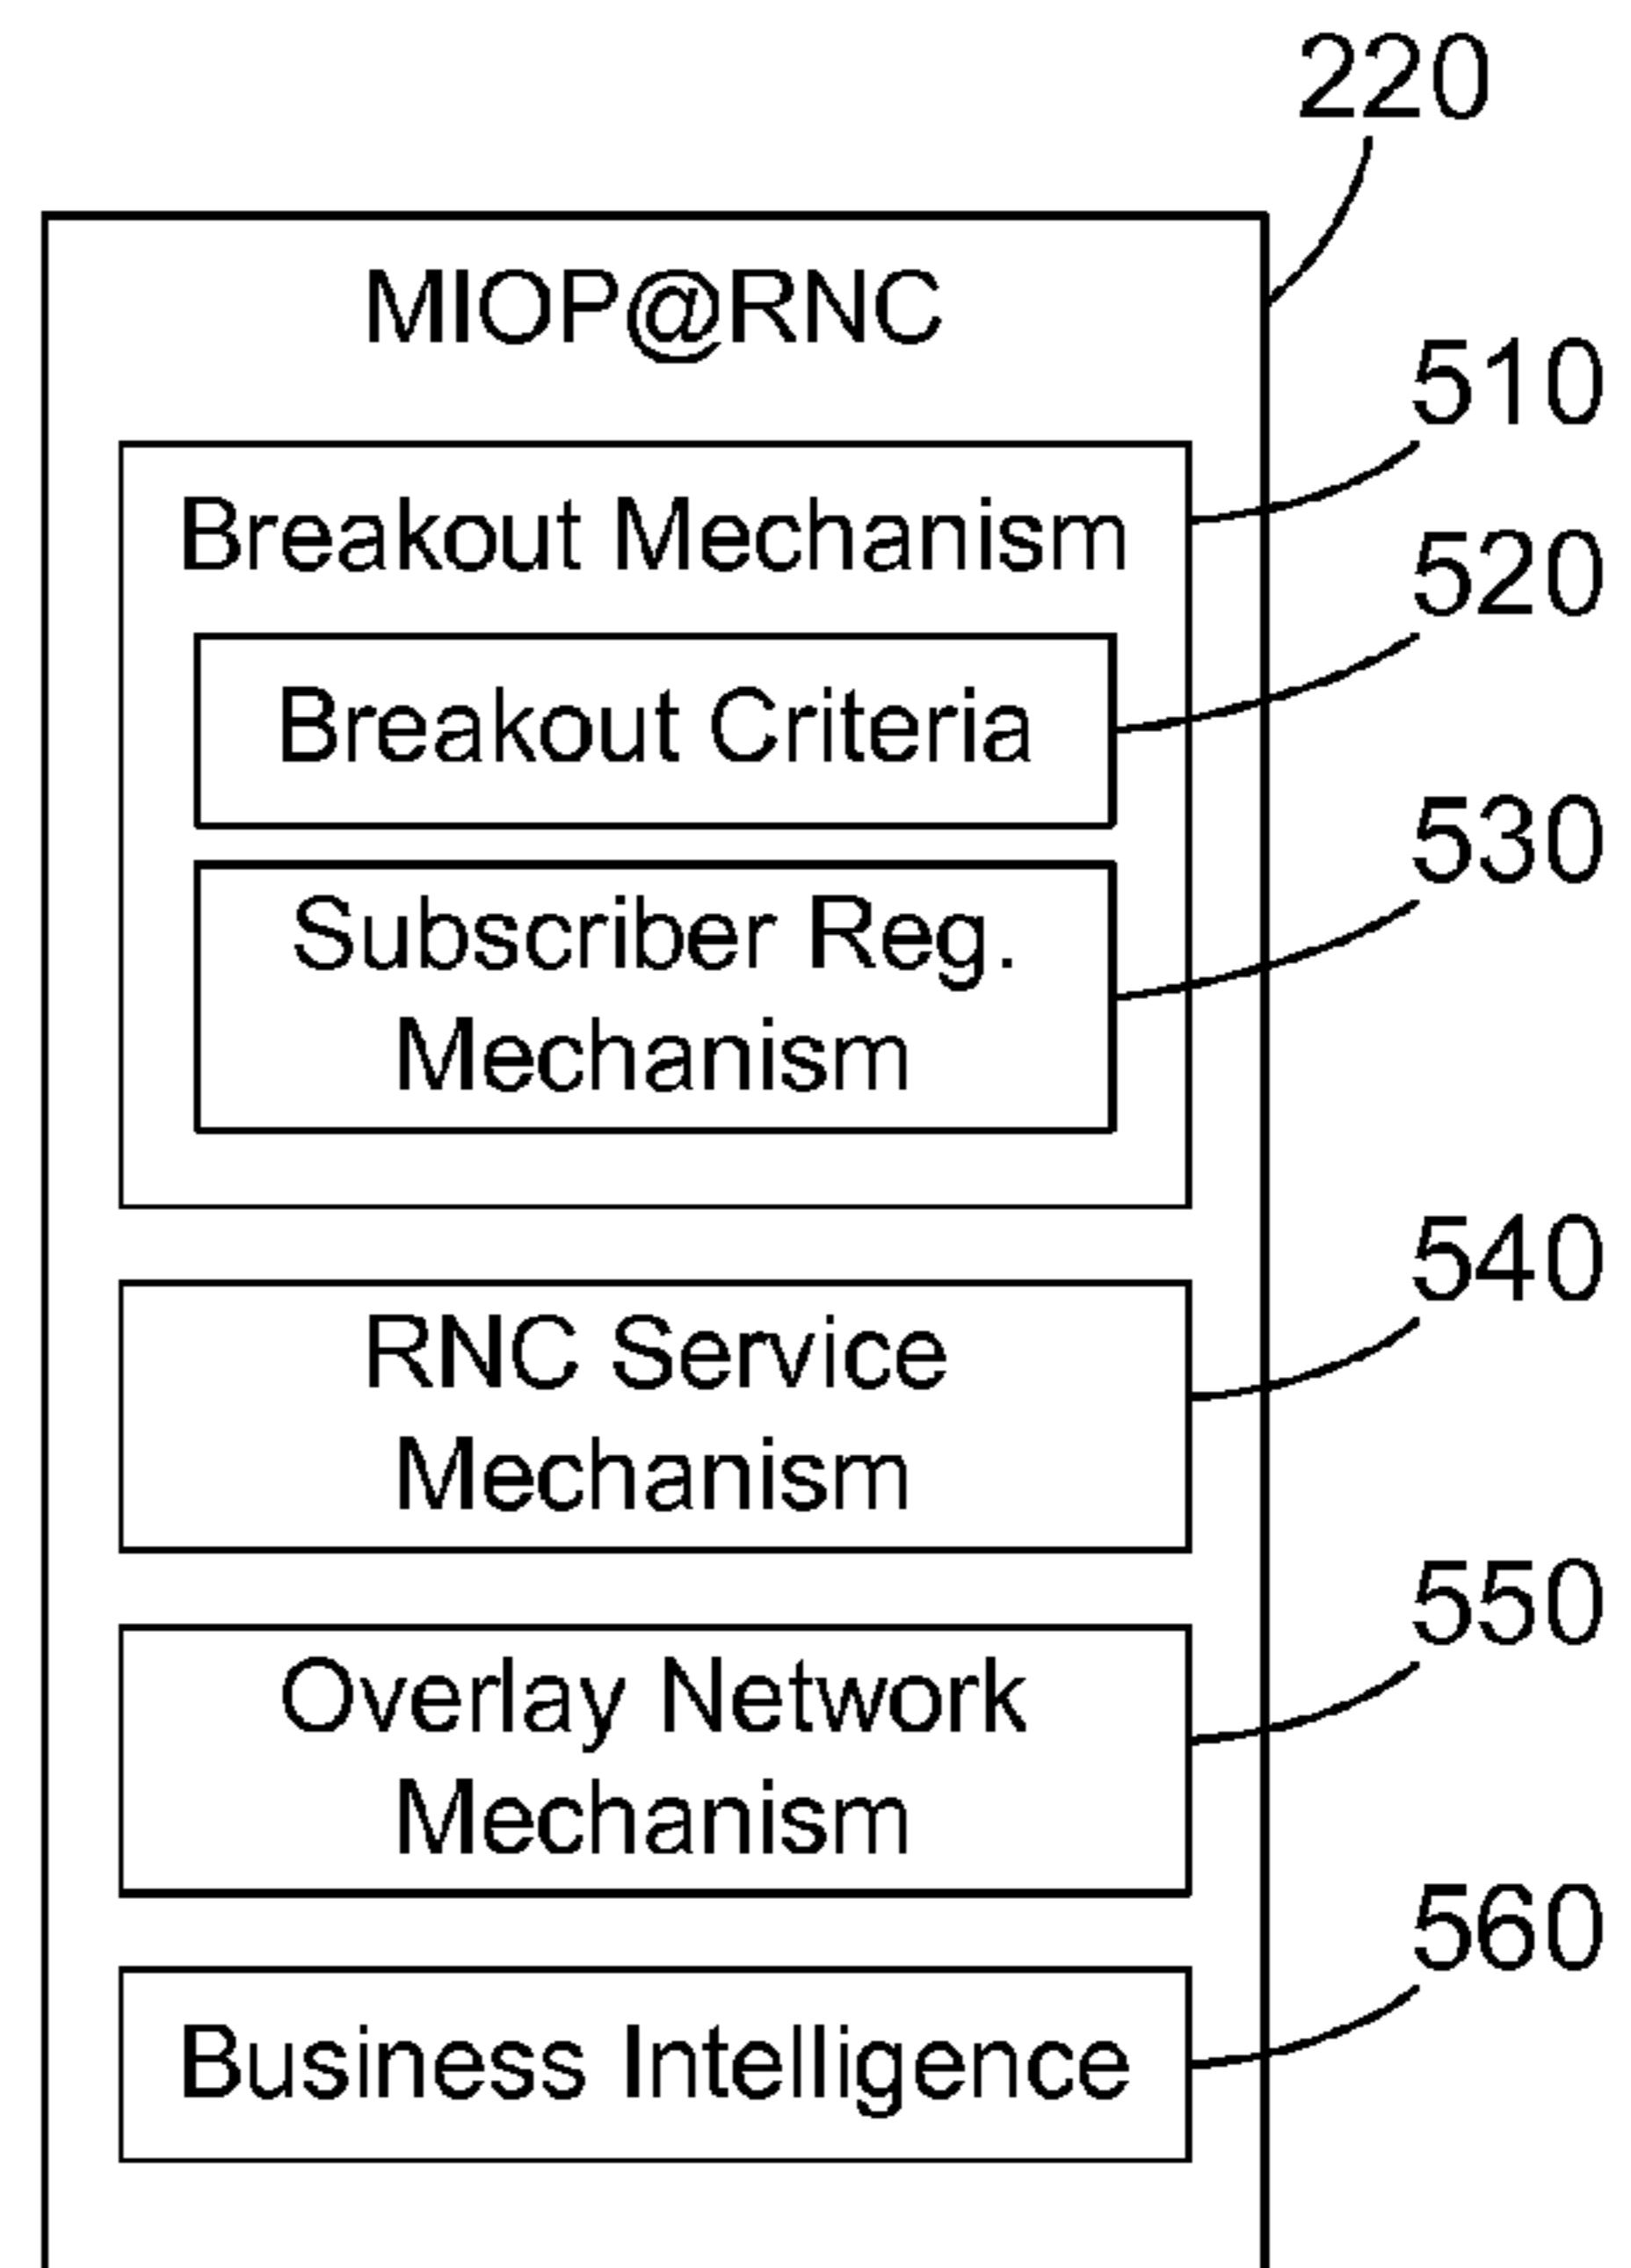 220
MIOP@RNC
510
Breakout Mechanism
520
Breakout Criteria
530
Subscriber Reg.
Mechanism
540
RNC Service
Mechanism
550
Overlay Network
Mechanism
560
Business Intelligence